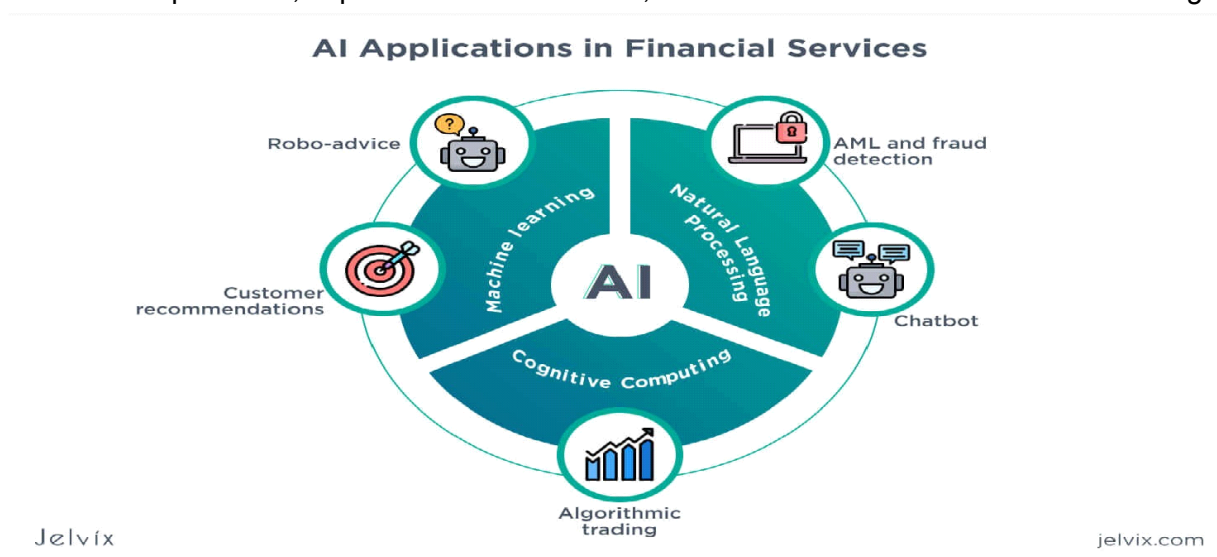 AI Applications in Financial Services
Robo-advice
AML and fraud
detection
?
Machine learning
Natural Language
Processing
AI
Customer
recommendations
Chatbot
Cognitive Computing
Algorithmic
trading
Jelvíx
jelvix.com